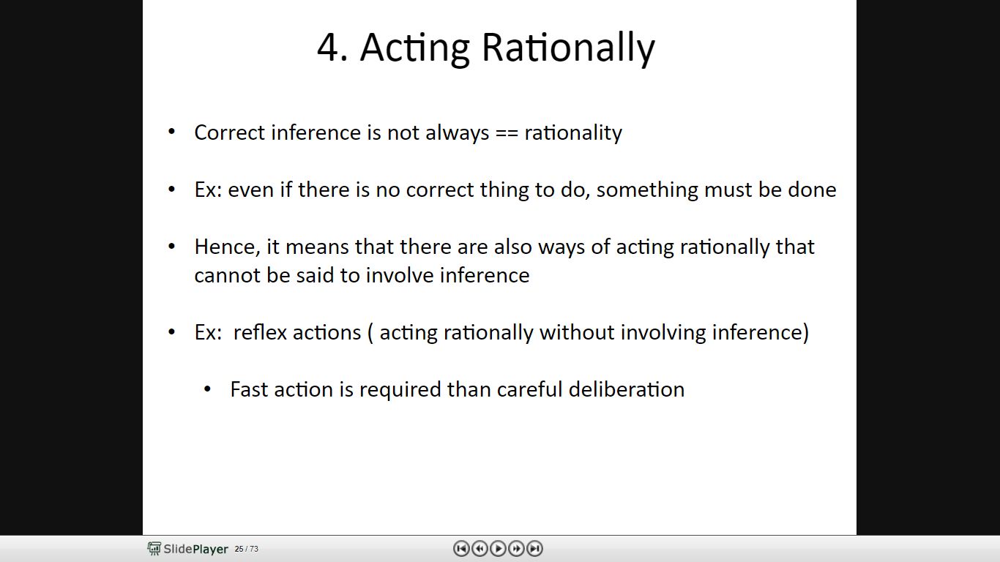 4. Acting Rationally
• Correct inference is not always == rationality
• Ex: even if there is no correct thing to do, something must be done
• Hence, it means that there are also ways of acting rationally that
cannot be said to involve inference
• Ex:  reflex actions ( acting rationally without involving inference)
• Fast action is required than careful deliberation
SlidePlayer 25 / 73